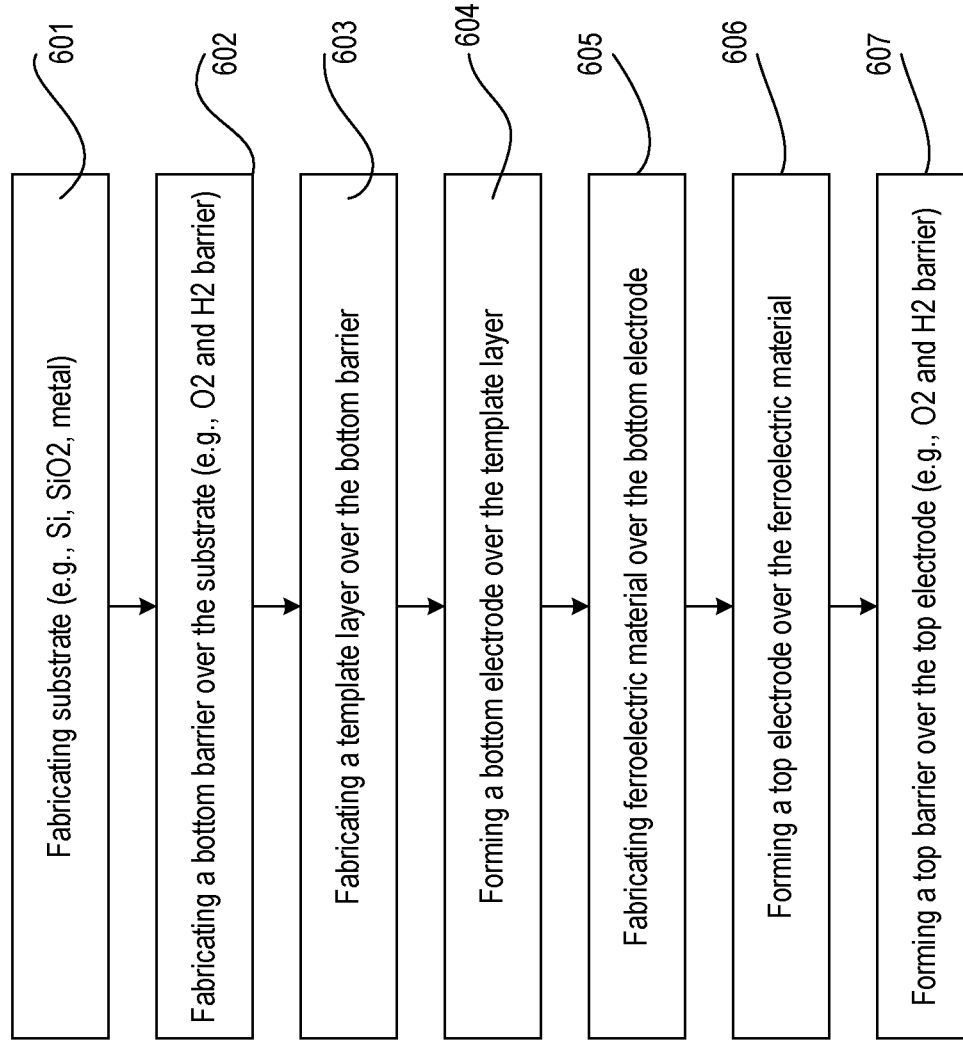 Fabricating substrate (e.g., Si, SiO2, metal)
601
Fabricating a bottom barrier over the substrate (e.g., O2 and H2 barrier)
602
Fabricating a template layer over the bottom barrier
603
Forming a bottom electrode over the template layer
604
Fabricating ferroelectric material over the bottom electrode
605
Forming a top electrode over the ferroelectric material
606
Forming a top barrier over the top electrode (e.g., O2 and H2 barrier)
607